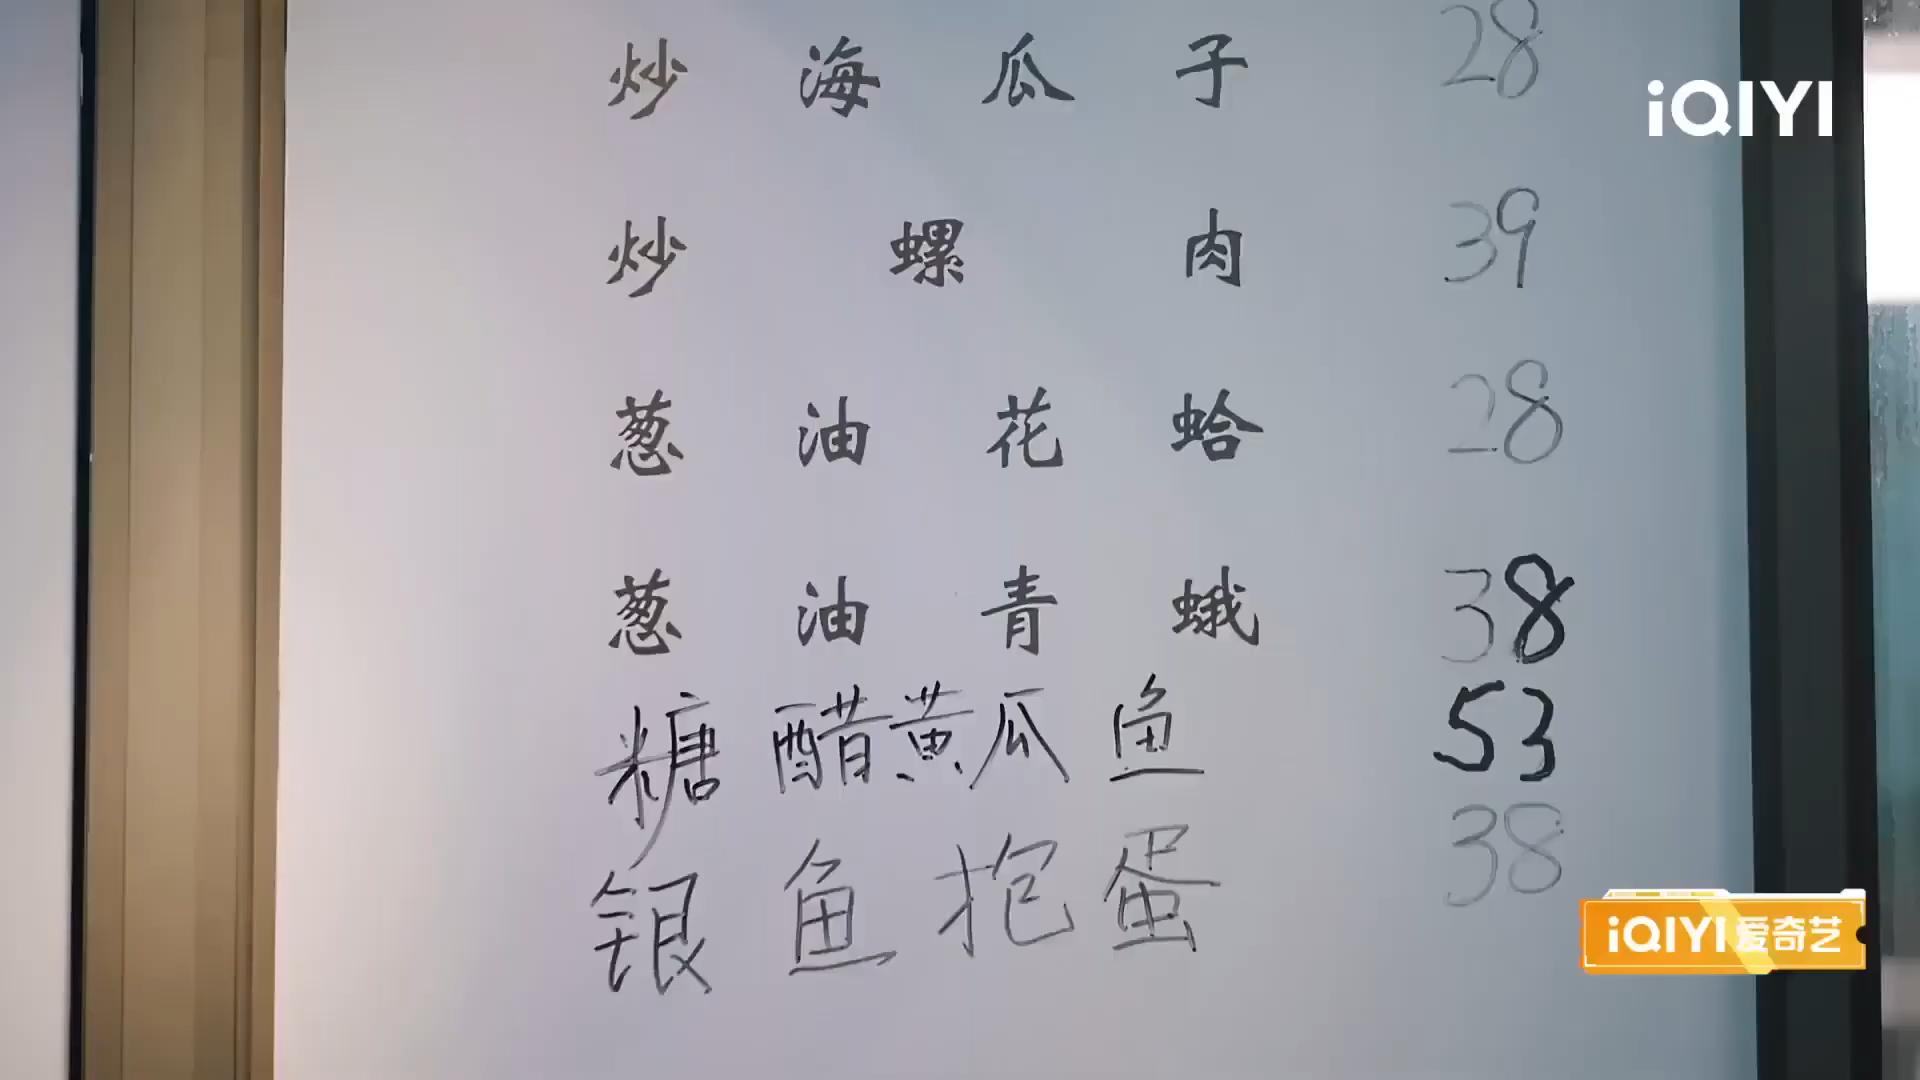 炒海瓜子 28
iQIYI
炒螺肉 39
葱油花蛤 28
葱油青蛾 38
糖醋黄瓜鱼 53
银鱼抱蛋 38
iQIYI爱奇艺